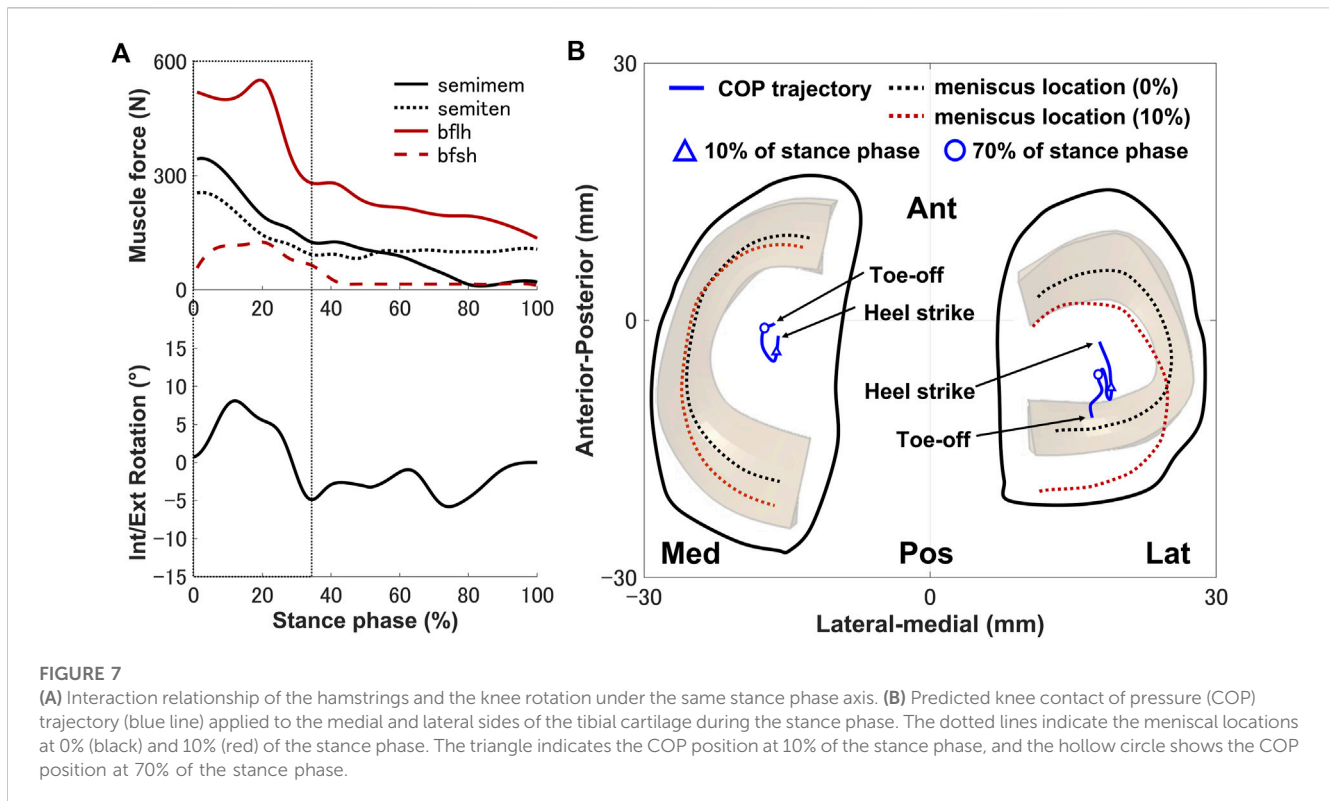 A
600
300
0
Muscle force (N)
semimem
semiten
bflh
bfsh
0 20 40 60 80 100
15
10
5
0
−5
−10
−15
Int/Ext Rotation (°)
0 20 40 60 80 100
Stance phase (%)
B
30
0
−30
Anterior-Posterior (mm)
COP trajectory
meniscus location (0%)
meniscus location (10%)
10% of stance phase
70% of stance phase
Ant
Toe-off
Heel strike
Heel strike
Toe-off
Med
Pos
Lat
−30 0 30
Lateral-medial (mm)
FIGURE 7
(A) Interaction relationship of the hamstrings and the knee rotation under the same stance phase axis. (B) Predicted knee contact of pressure (COP)
trajectory (blue line) applied to the medial and lateral sides of the tibial cartilage during the stance phase. The dotted lines indicate the meniscal locations
at 0% (black) and 10% (red) of the stance phase. The triangle indicates the COP position at 10% of the stance phase, and the hollow circle shows the COP
position at 70% of the stance phase.